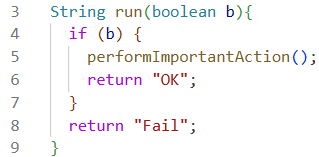 3 String run(boolean b){
4   if (b) {
5     performImportantAction();
6     return "OK";
7   }
8   return "Fail";
9 }